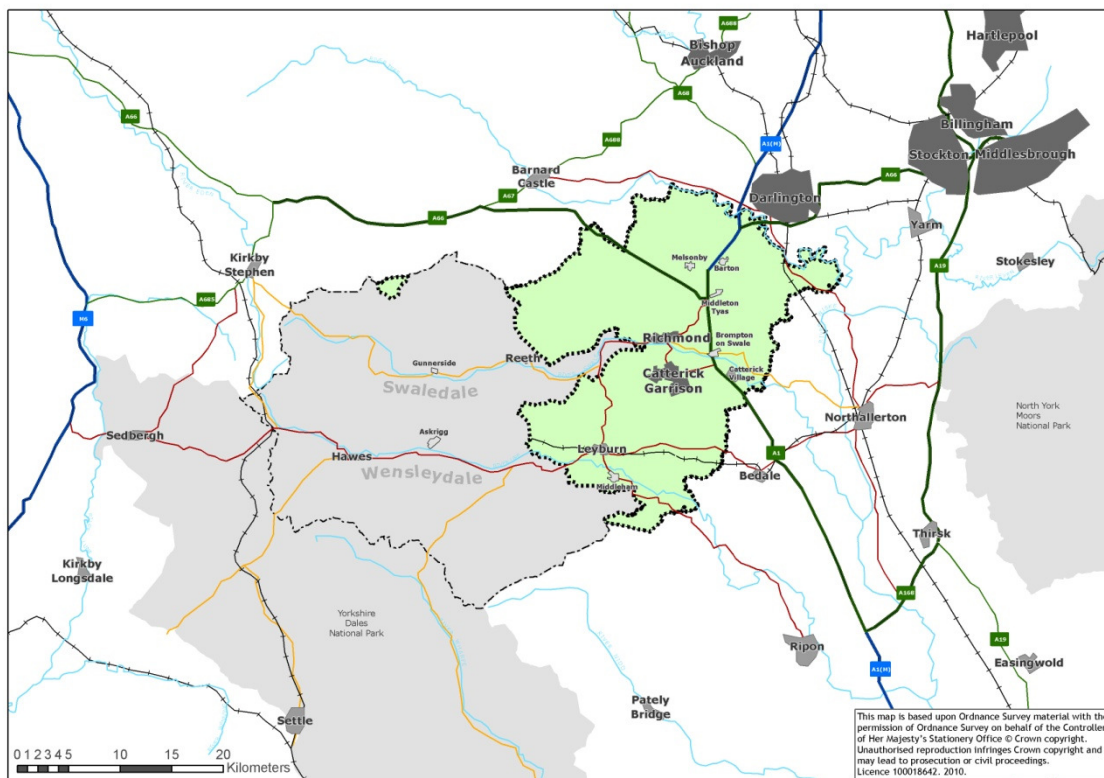 Hartlepool
A688
Bishop
Auckland
A68
A66
Billingham
A688
A1(M)
Stockton
Middlesbrough
Barnard
Castle
A66
A67
Darlington
A66
Yarm
Kirkby
Stephen
Melsonby
Barton
Stokesley
A19
A685
M6
Middleton
Tyas
Richmond
Brompton
on Swale
Gunnerside
Reeth
Catterick
Garrison
Catterick
Village
Swaledale
North York
Moors
National Park
Northallerton
Sedbergh
Askrigg
Hawes
Leyburn
A1
Wensleydale
Middleham
Bedale
Thirsk
Kirkby
Longsdale
A168
Yorkshire
Dales
National Park
Ripon
A19
Easingwold
A1(M)
Pately
Bridge
Settle
This map is based upon Ordnance Survey material with the
permission of Ordnance Survey on behalf of the Controller
of Her Majesty's Stationery Office © Crown copyright.
Unauthorised reproduction infringes Crown copyright and
may lead to prosecution or civil proceedings.
Licence 100018642. 2010.
0 1 2 3 4 5 10 15 20
Kilometers